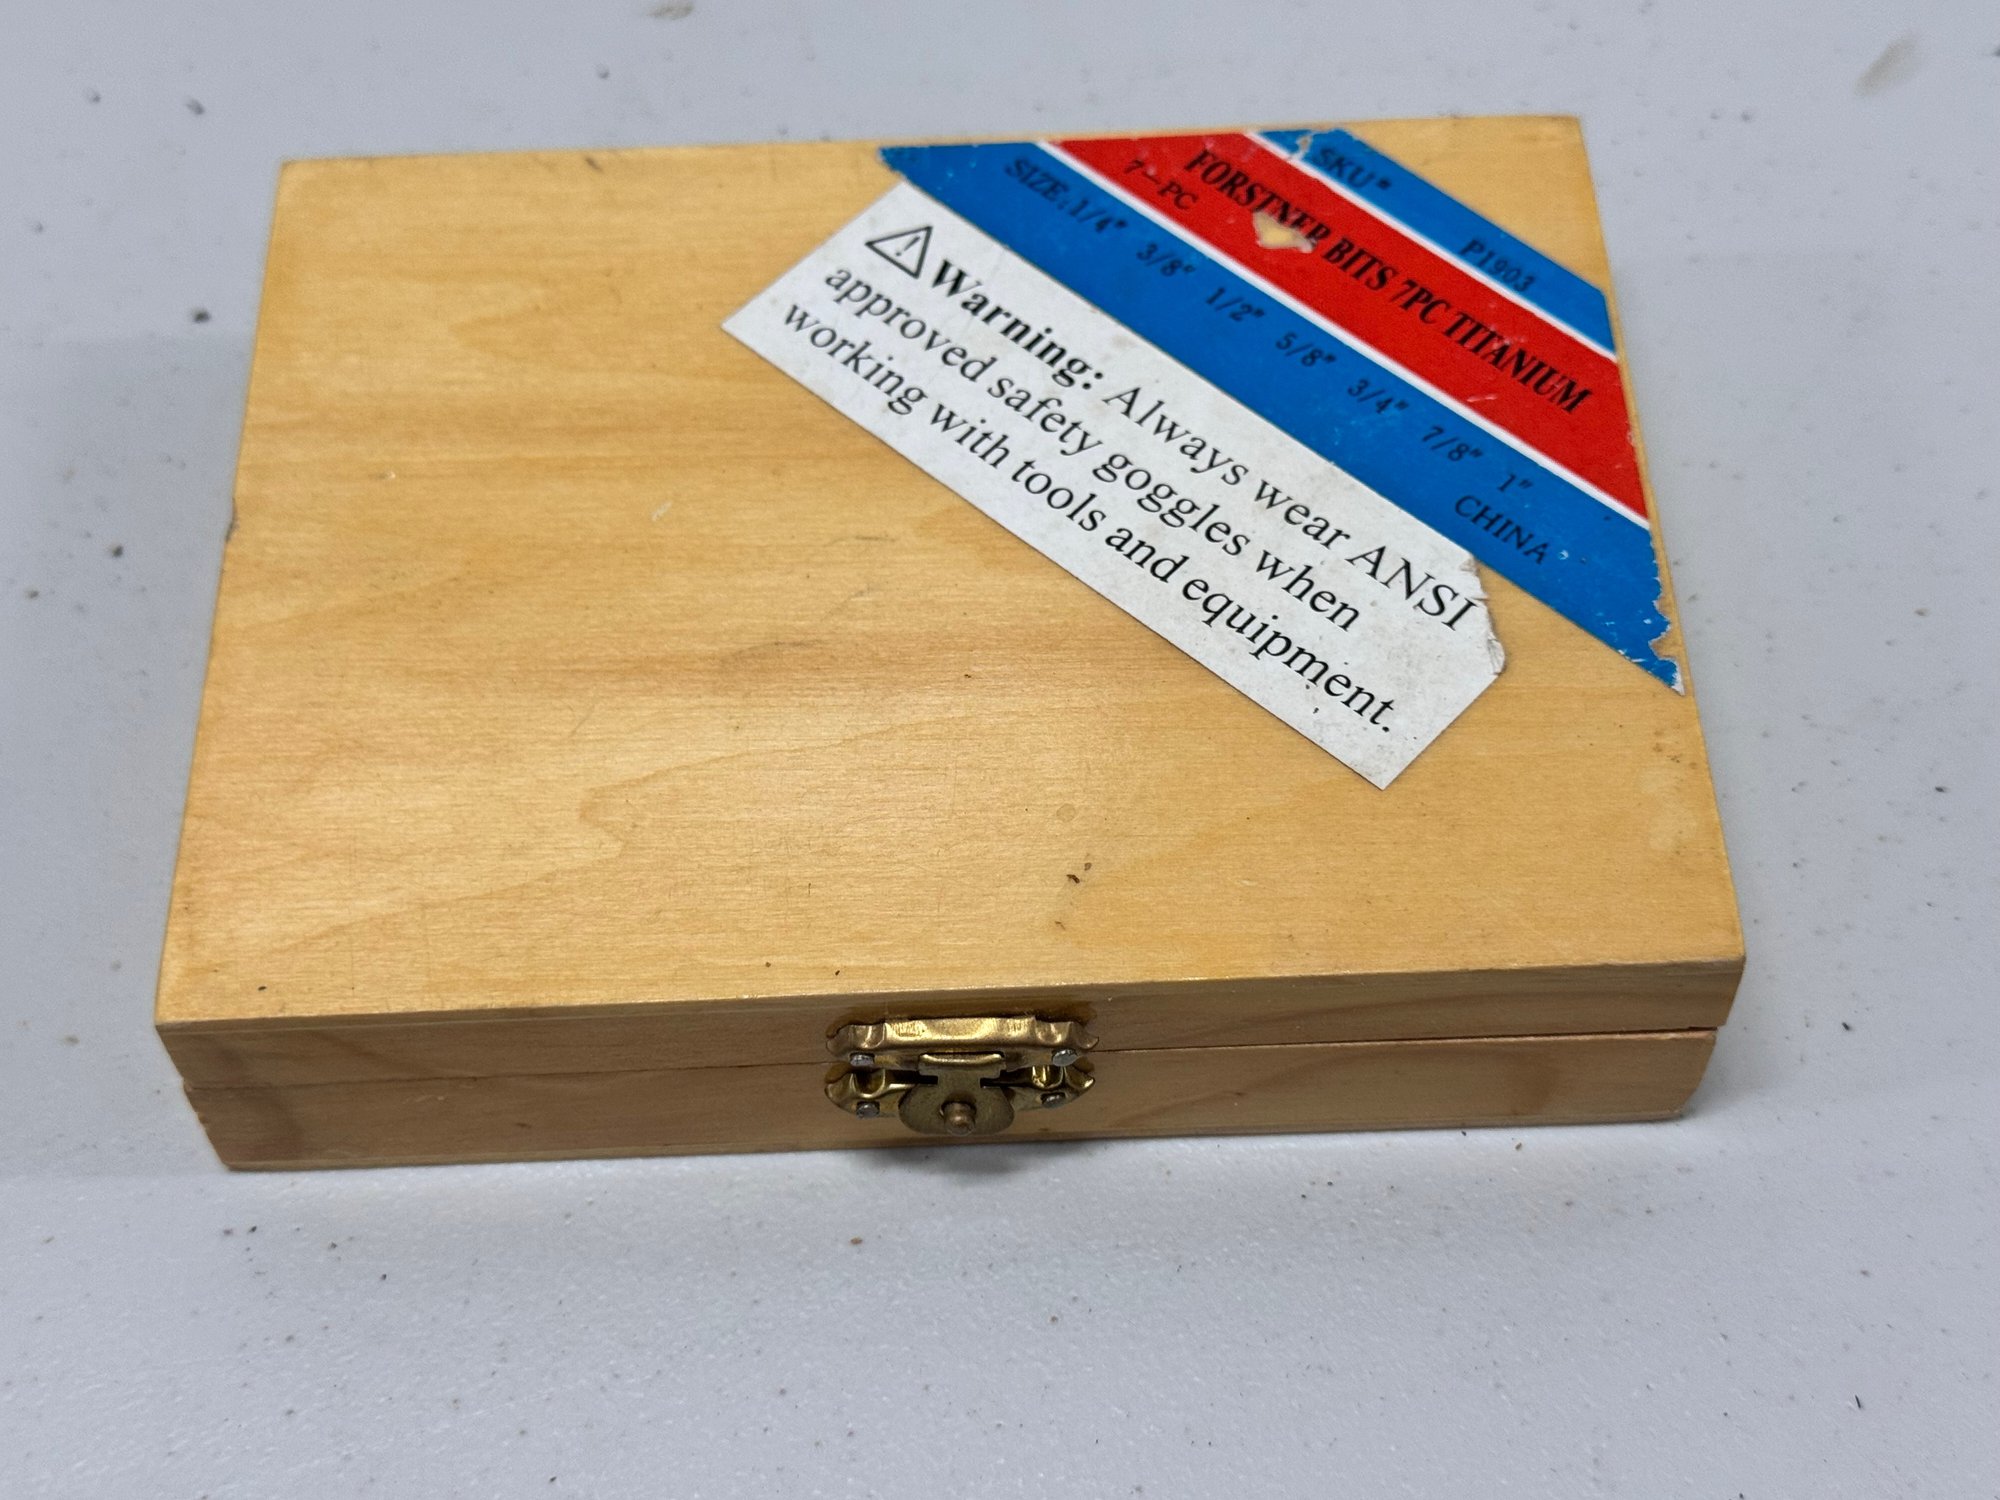 SKU# P1903
FORSTNER BITS 7PC TITANIUM
7-PC
SIZE: 1/4" 3/8" 1/2" 5/8" 3/4" 7/8" 1"
CHINA
⚠Warning: Always wear ANSI
approved safety goggles when
working with tools and equipment.